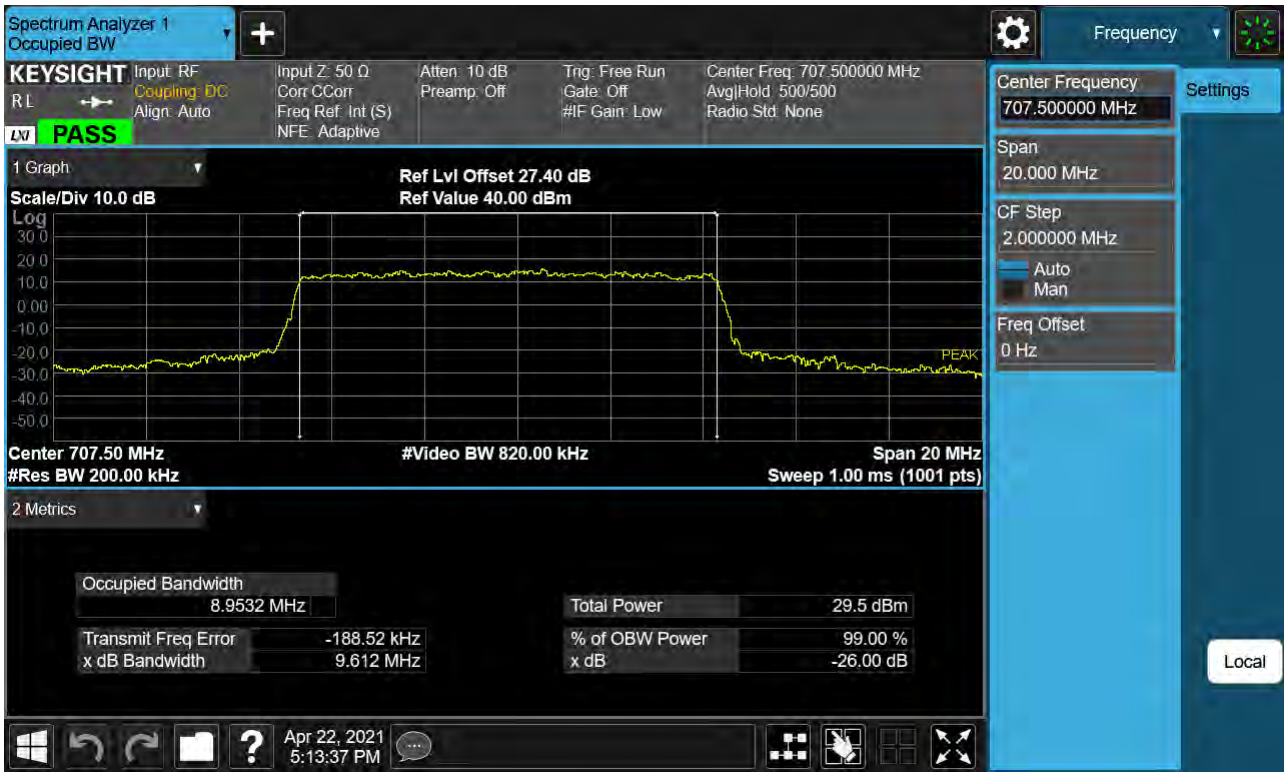 Spectrum Analyzer 1
Occupied BW
Frequency
KEYSIGHT
R L
LXI
PASS
Input: RF
Coupling: DC
Align: Auto
Input Z: 50 Ω
Corr CCorr
Freq Ref: Int (S)
NFE: Adaptive
Atten: 10 dB
Preamp: Off
Trig: Free Run
Gate: Off
#IF Gain: Low
Center Freq: 707.500000 MHz
Avg|Hold: 500/500
Radio Std: None
Center Frequency
707.500000 MHz
Settings
Span
20.000 MHz
CF Step
2.000000 MHz
Auto
Man
Freq Offset
0 Hz
Local
1 Graph
Scale/Div 10.0 dB
Ref Lvl Offset 27.40 dB
Ref Value 40.00 dBm
Log
30.0
20.0
10.0
0.00
-10.0
-20.0
-30.0
-40.0
-50.0
PEAK
Center 707.50 MHz
#Video BW 820.00 kHz
Span 20 MHz
#Res BW 200.00 kHz
Sweep 1.00 ms (1001 pts)
2 Metrics
Occupied Bandwidth
8.9532 MHz
Total Power 29.5 dBm
Transmit Freq Error -188.52 kHz
% of OBW Power 99.00 %
x dB Bandwidth 9.612 MHz
x dB -26.00 dB
?
Apr 22, 2021
5:13:37 PM